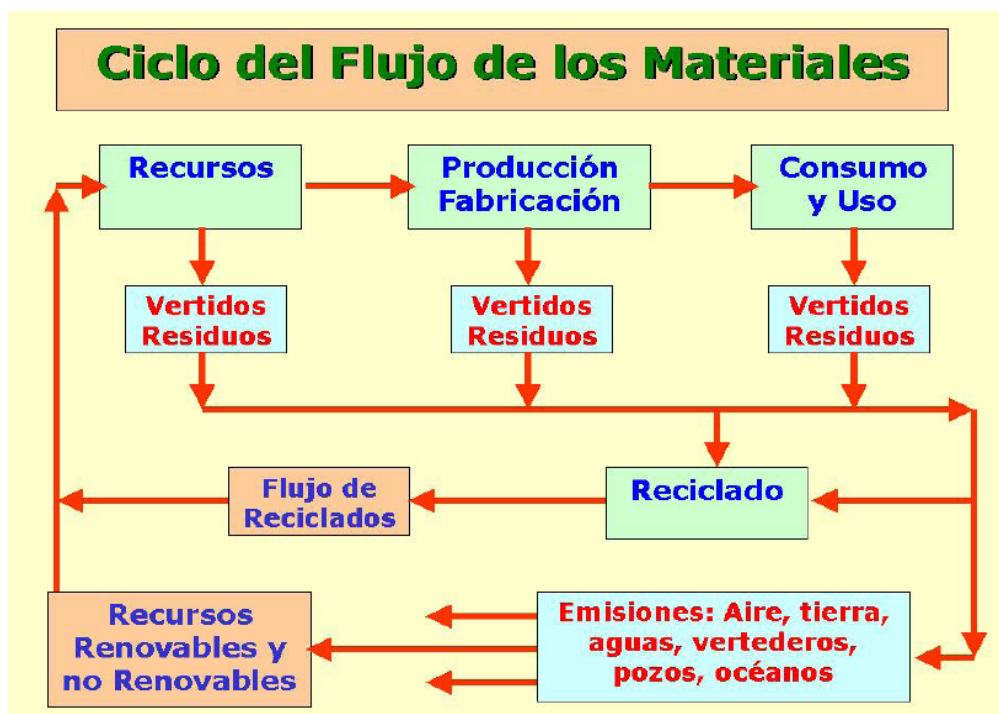 Ciclo del Flujo de los Materiales
Recursos
Producción
Fabricación
Consumo
y Uso
Vertidos
Residuos
Vertidos
Residuos
Vertidos
Residuos
Flujo de
Reciclados
Reciclado
Recursos
Renovables y
no Renovables
Emisiones: Aire, tierra,
aguas, vertederos,
pozos, océanos